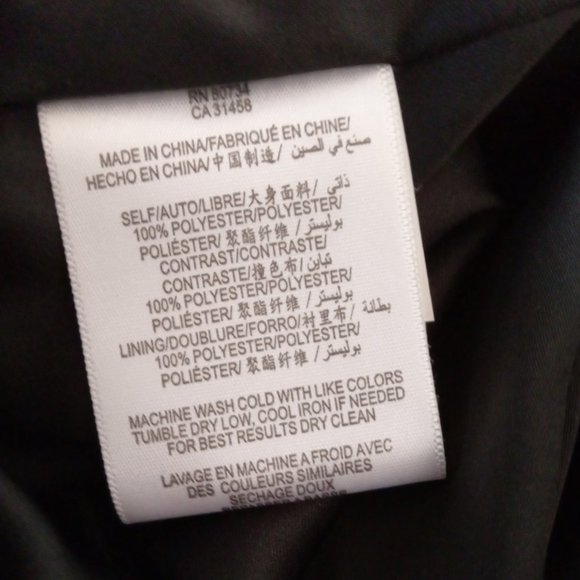 RN 80734
CA 31458
MADE IN CHINA/FABRIQUÉ EN CHINE/
HECHO EN CHINA/中国制造/ صنع في الصين
SELF/AUTO/LIBRE/大身面料/ ذاتي
100% POLYESTER/POLYESTER/
POLIÉSTER/ 聚酯纤维 / بوليستر
CONTRAST/CONTRASTE/
CONTRASTE/撞色布/ تباين
100% POLYESTER/POLYESTER/
POLIÉSTER/ 聚酯纤维 / بوليستر
LINING/DOUBLURE/FORRO/衬里布/ بطانة
100% POLYESTER/POLYESTER/
POLIÉSTER/ 聚酯纤维 / بوليستر
MACHINE WASH COLD WITH LIKE COLORS
TUMBLE DRY LOW, COOL IRON IF NEEDED
FOR BEST RESULTS DRY CLEAN
LAVAGE EN MACHINE A FROID AVEC
DES COULEURS SIMILAIRES
SECHAGE DOUX